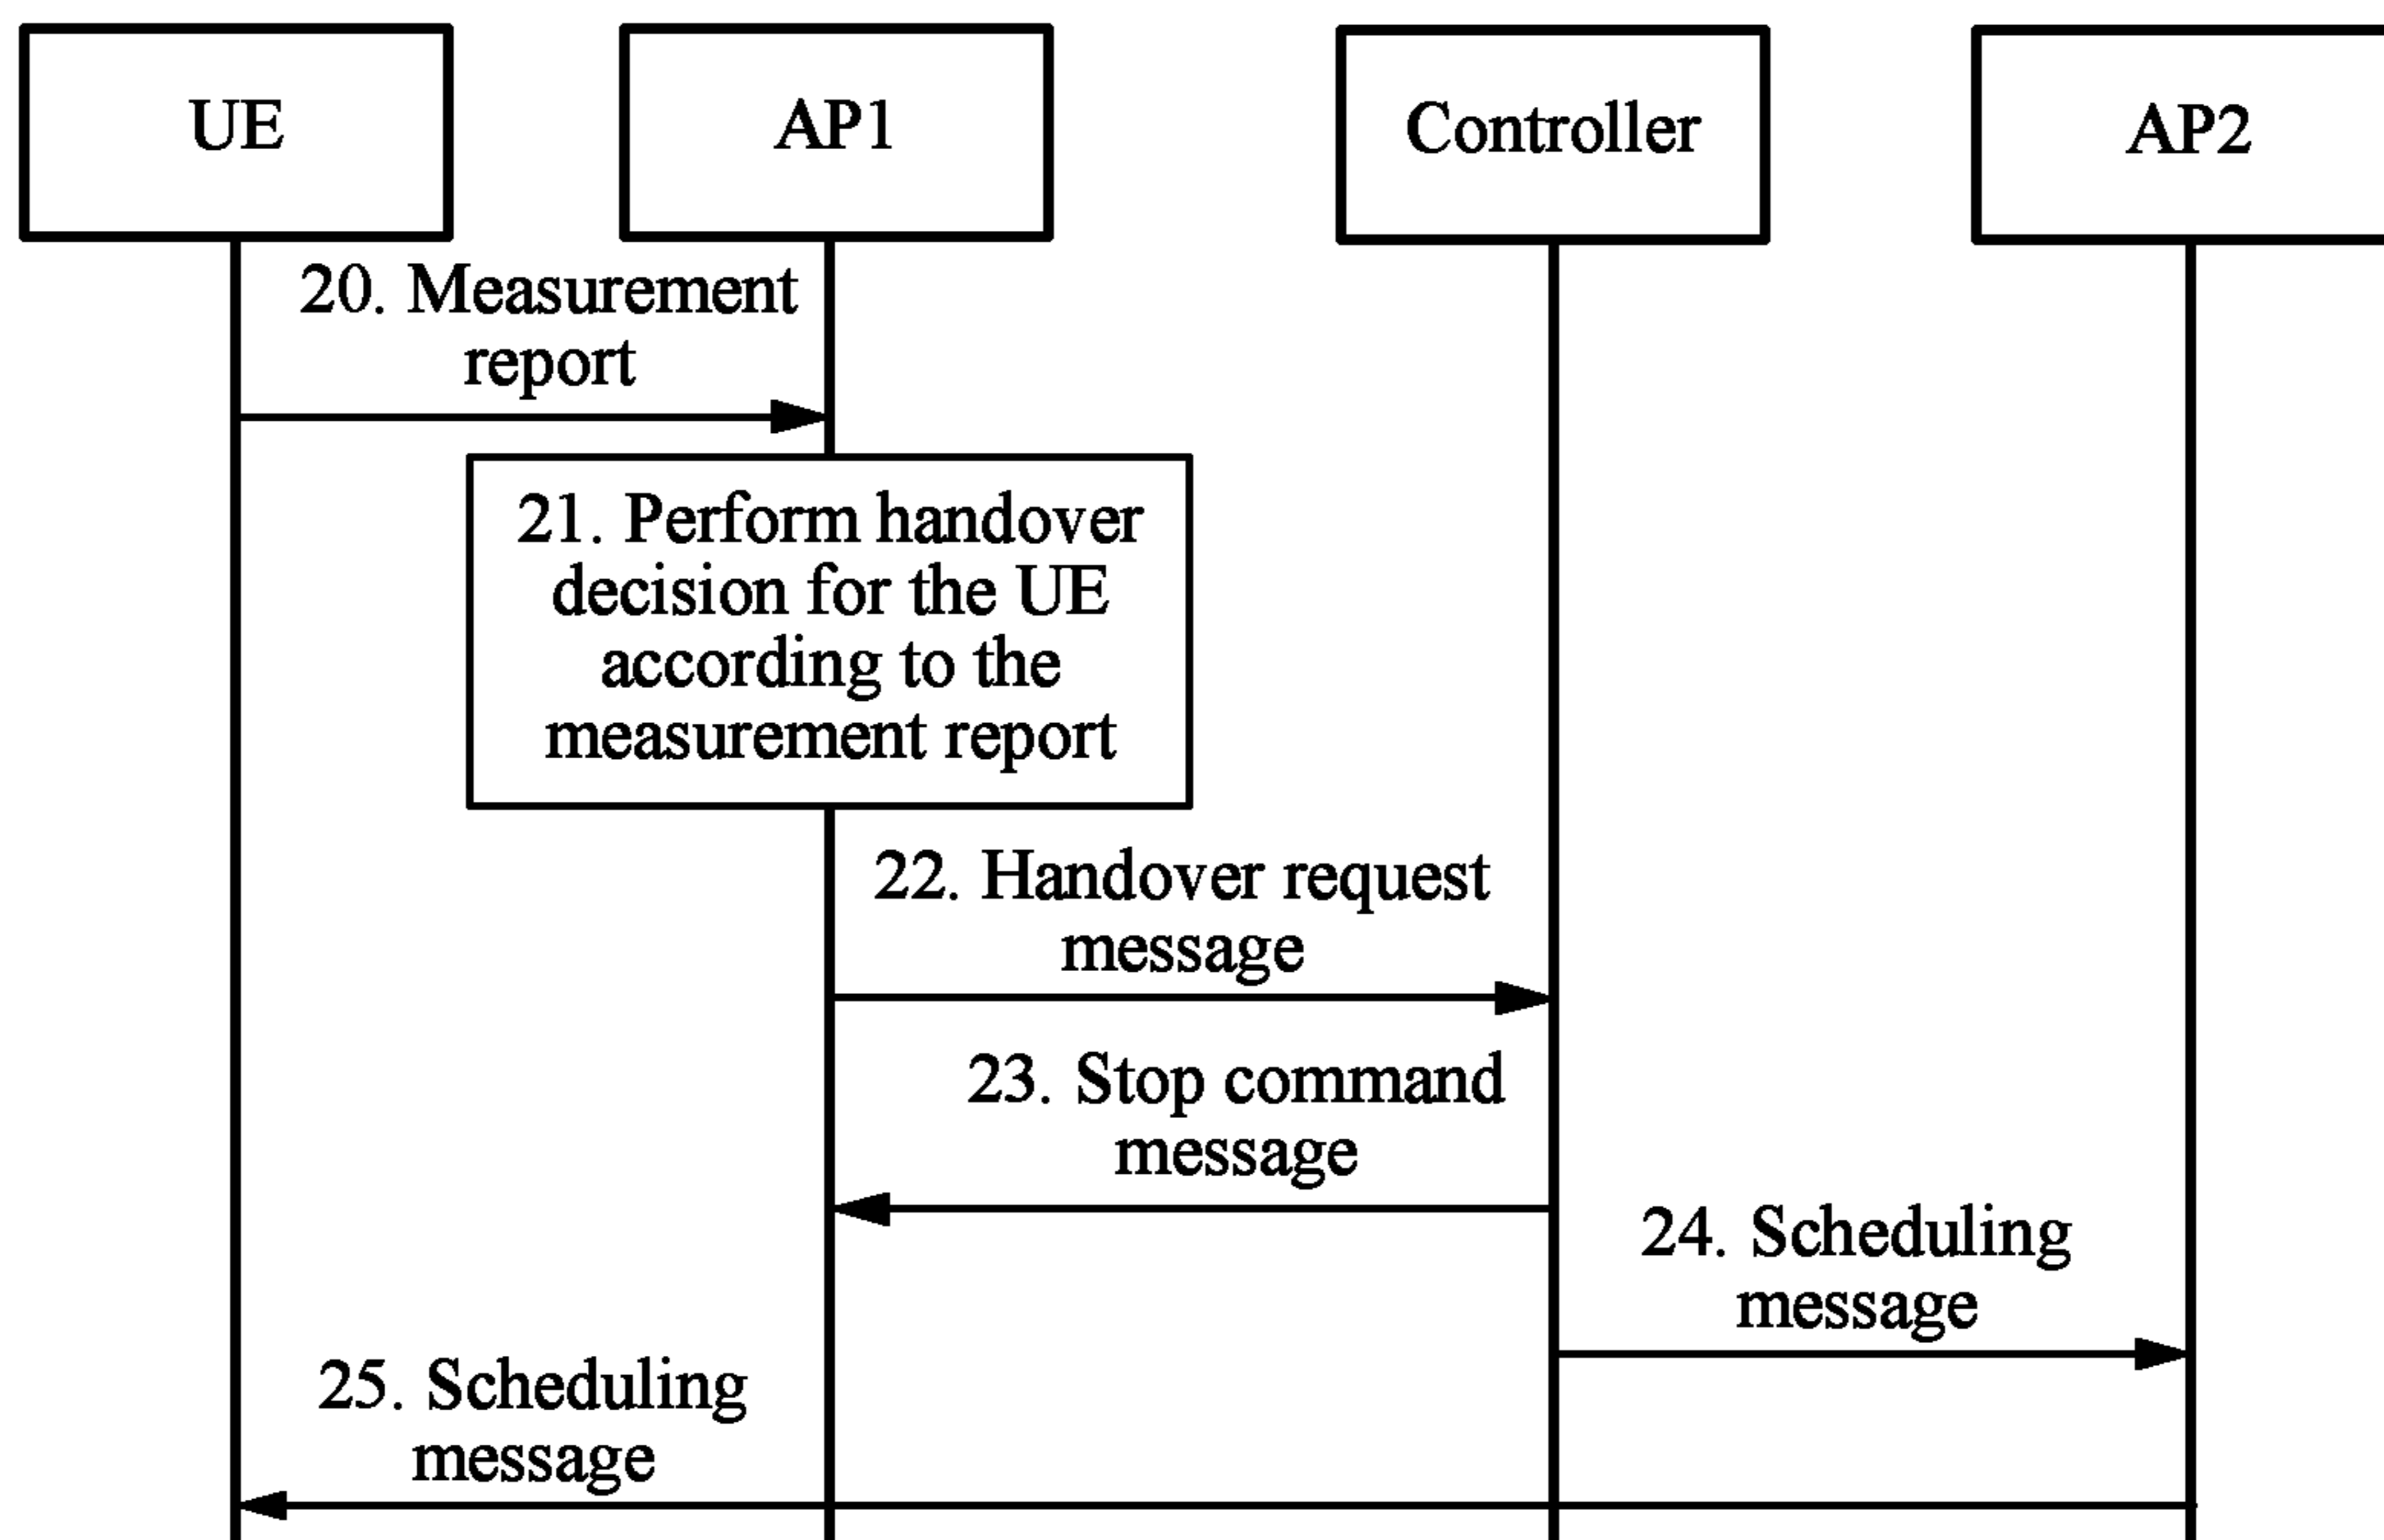 UE
AP1
Controller
AP2
20. Measurement
report
21. Perform handover
decision for the UE
according to the
measurement report
22. Handover request
message
23. Stop command
message
24. Scheduling
message
25. Scheduling
message